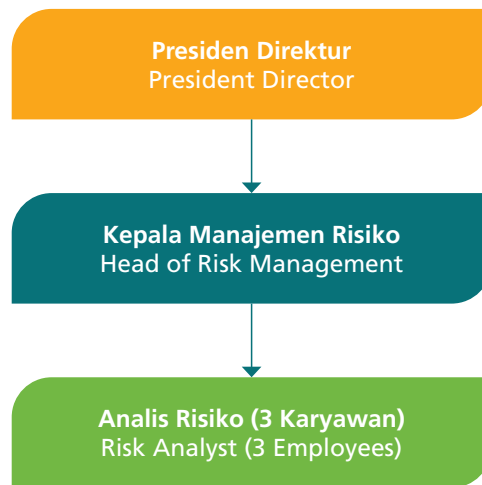 Presiden Direktur
President Director
Kepala Manajemen Risiko
Head of Risk Management
Analis Risiko (3 Karyawan)
Risk Analyst (3 Employees)